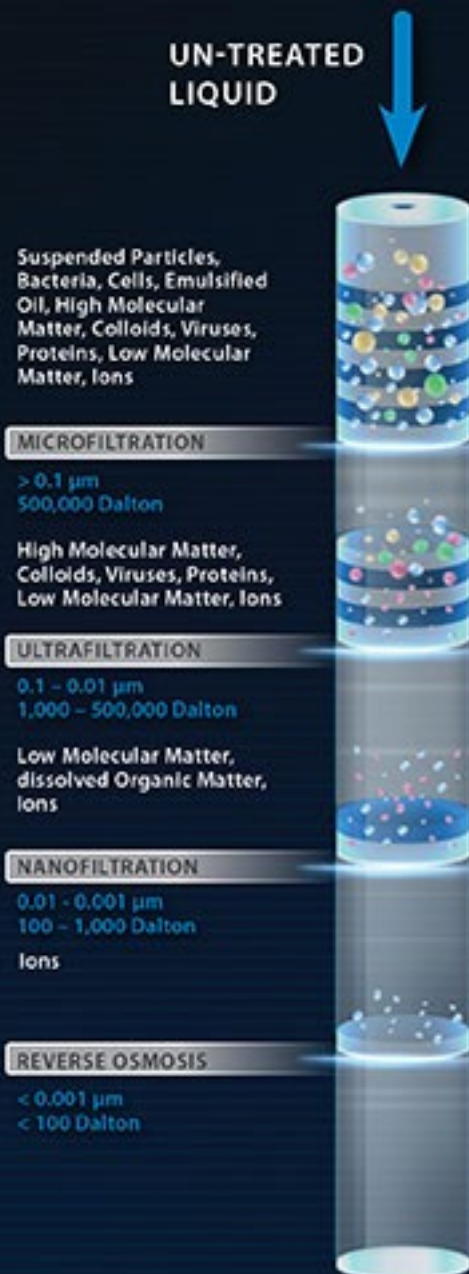 UN-TREATED
LIQUID
Suspended Particles,
Bacteria, Cells, Emulsified
Oil, High Molecular
Matter, Colloids, Viruses,
Proteins, Low Molecular
Matter, Ions
MICROFILTRATION
> 0.1 µm
500,000 Dalton
High Molecular Matter,
Colloids, Viruses, Proteins,
Low Molecular Matter, Ions
ULTRAFILTRATION
0.1 – 0.01 µm
1,000 – 500,000 Dalton
Low Molecular Matter,
dissolved Organic Matter,
Ions
NANOFILTRATION
0.01 - 0.001 µm
100 – 1,000 Dalton
Ions
REVERSE OSMOSIS
< 0.001 µm
< 100 Dalton